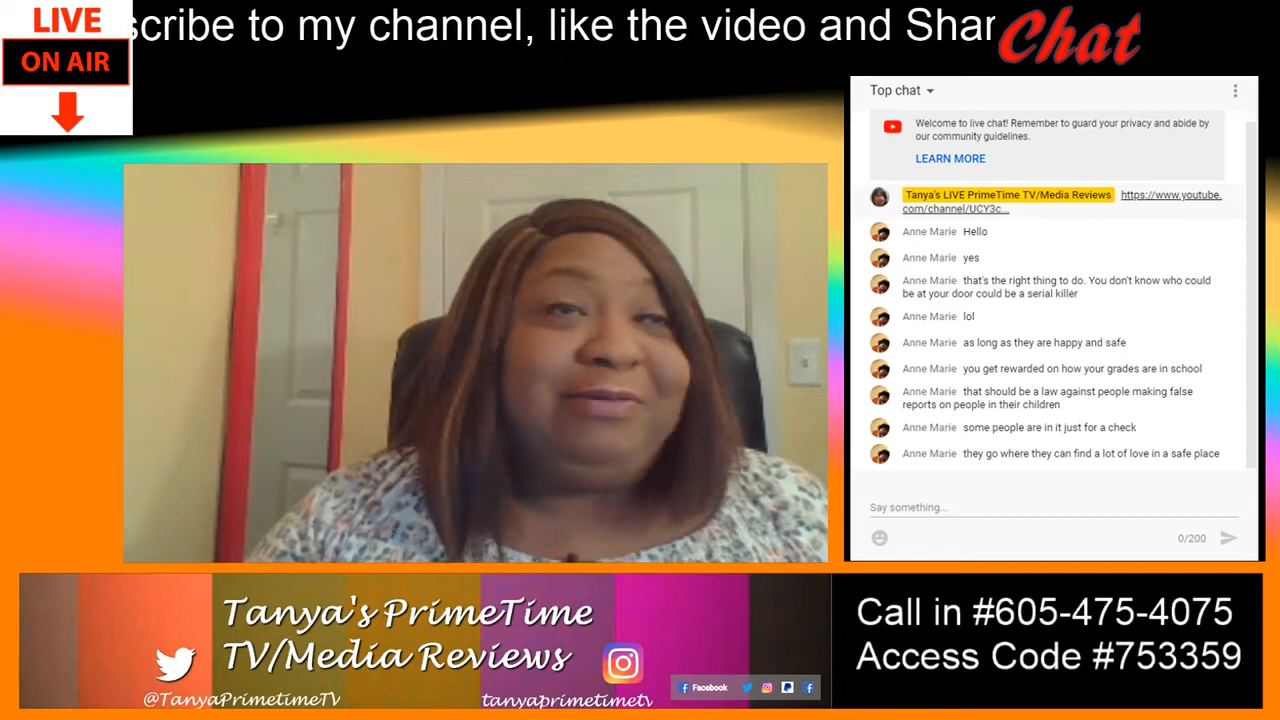 LIVE
ON AIR
scribe to my channel, like the video and Shar
Chat
Top chat
Welcome to live chat! Remember to guard your privacy and abide by
our community guidelines.
LEARN MORE
Tanya's LIVE PrimeTime TV/Media Reviews https://www.youtube.
com/channel/UCY3c...
Anne Marie Hello
Anne Marie yes
Anne Marie that's the right thing to do. You don't know who could
be at your door could be a serial killer
Anne Marie lol
Anne Marie as long as they are happy and safe
Anne Marie you get rewarded on how your grades are in school
Anne Marie that should be a law against people making false
reports on people in their children
Anne Marie some people are in it just for a check
Anne Marie they go where they can find a lot of love in a safe place
Say something...
0/200
Tanya's PrimeTime
TV/Media Reviews
@TanyaPrimetimeTV
tanyaprimetimetv
Facebook
Call in #605-475-4075
Access Code #753359